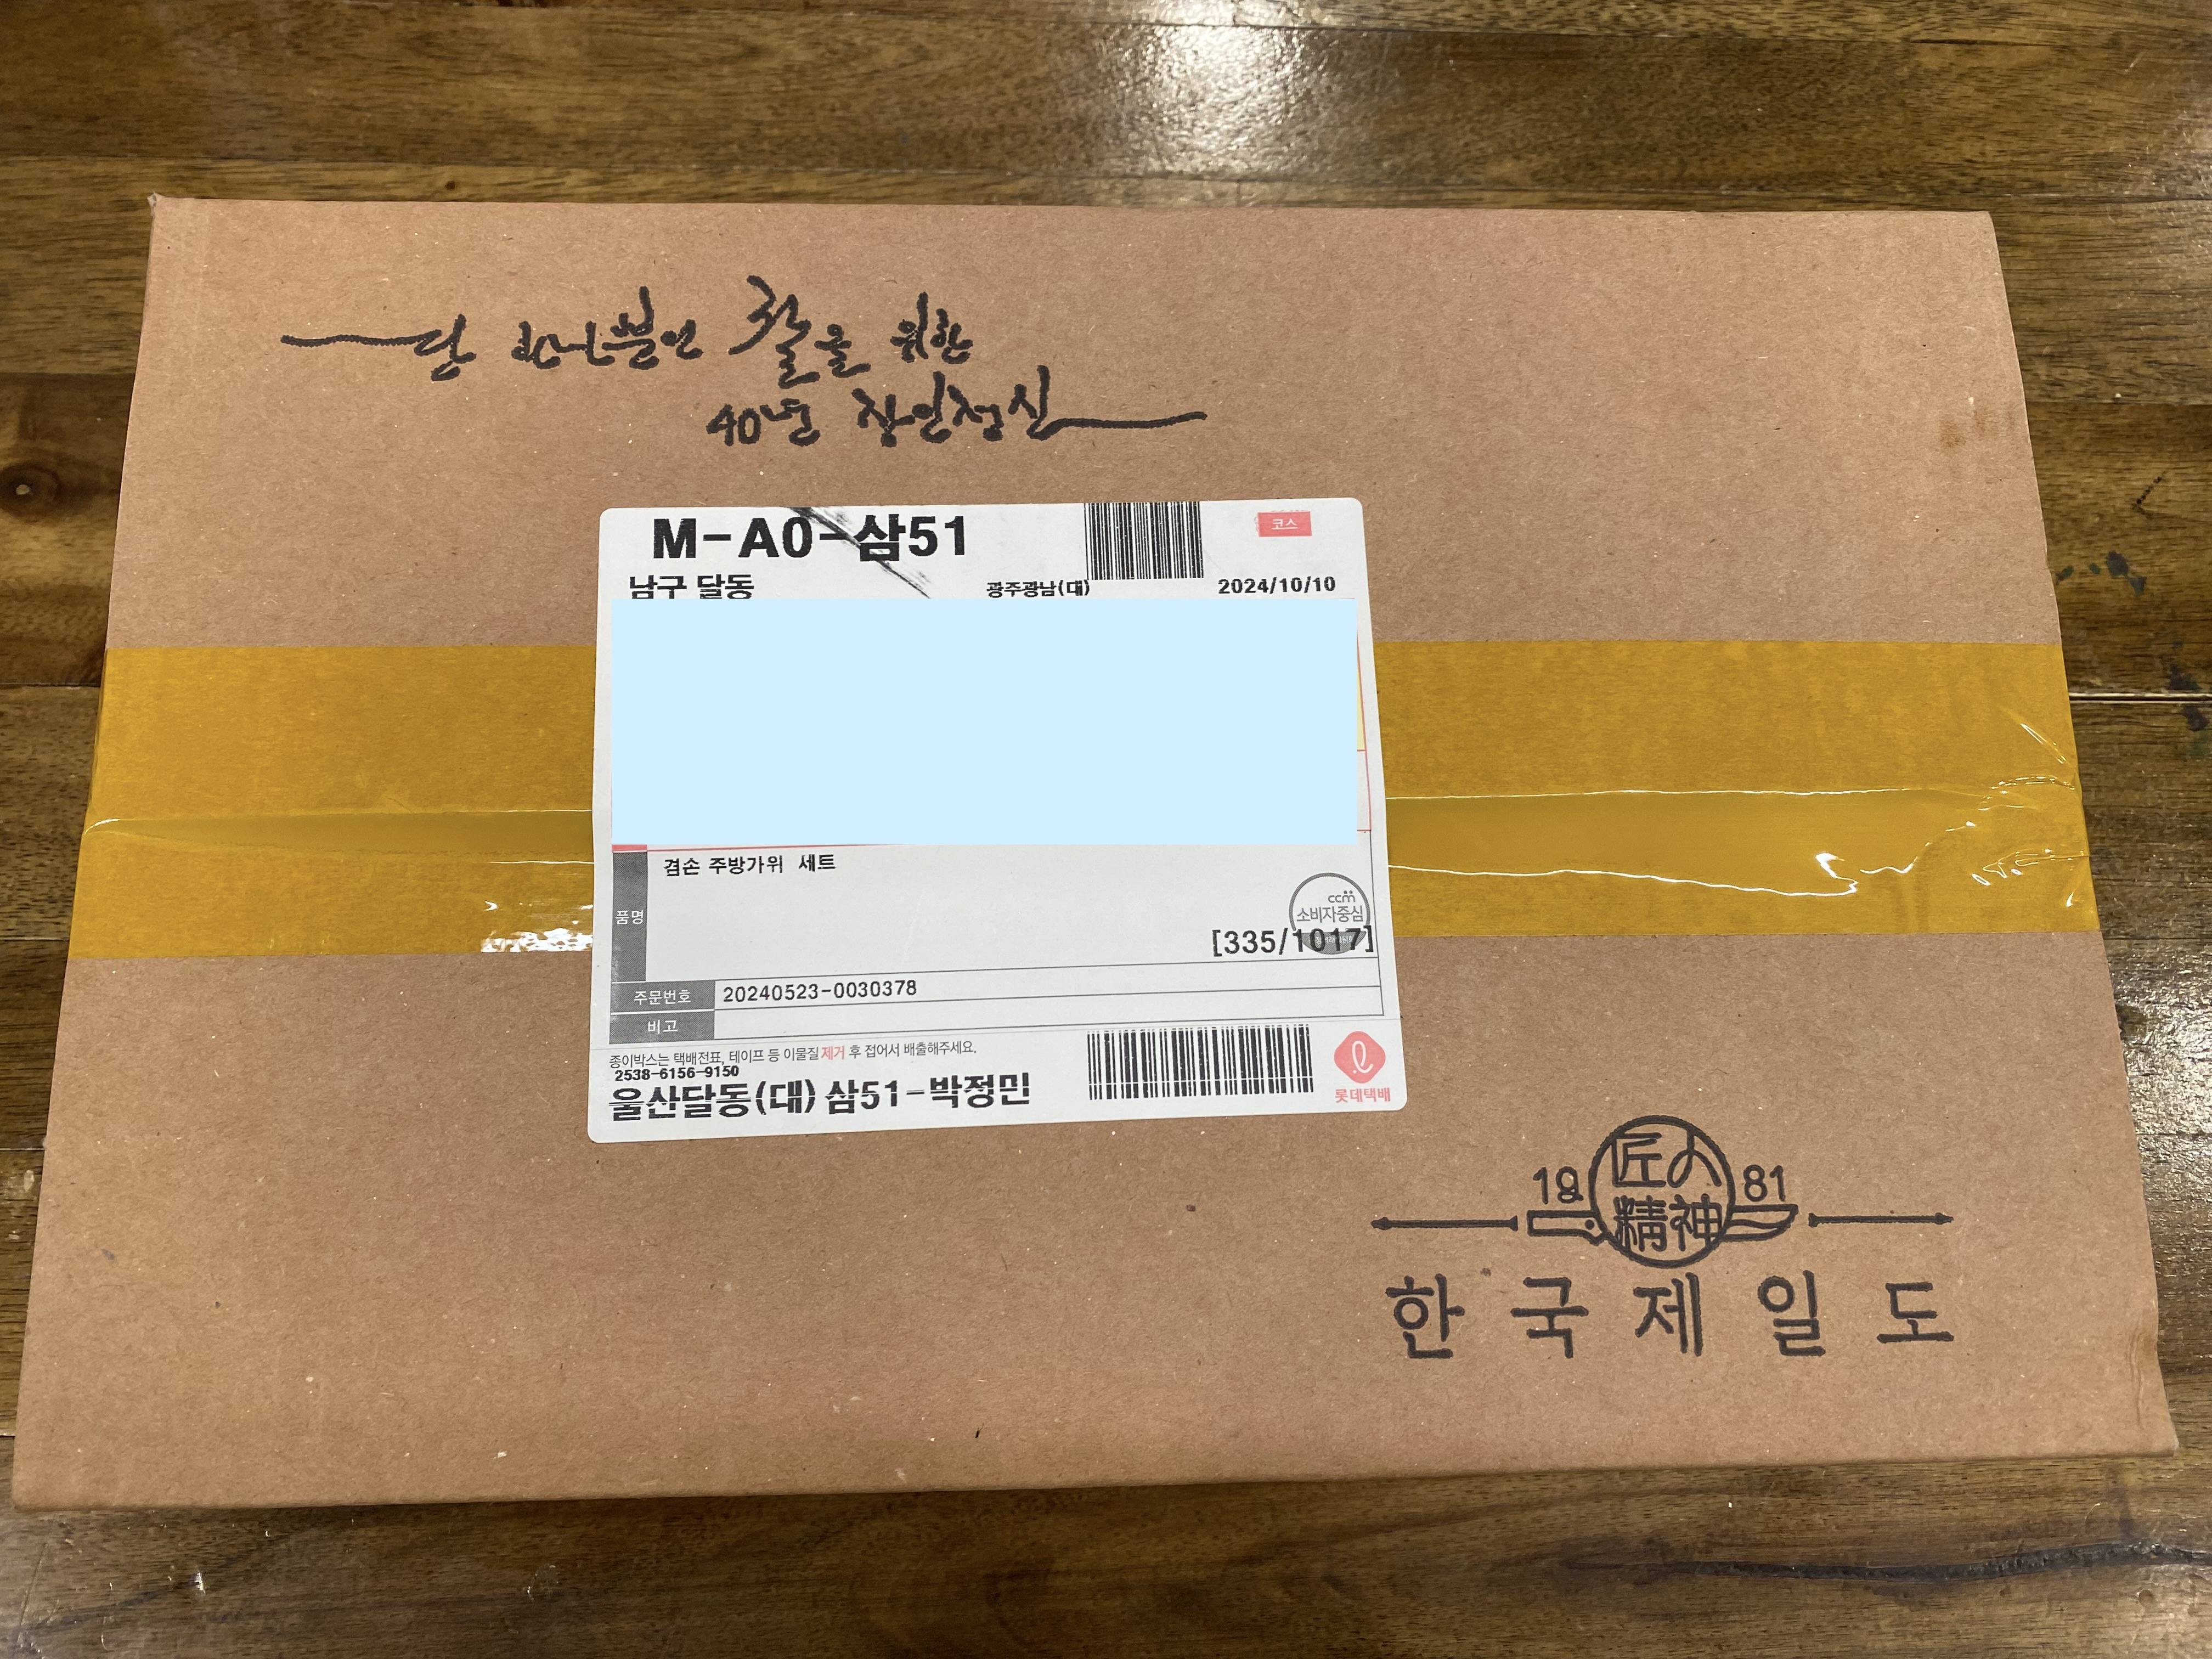 단 하나뿐인 칼을 위한
40년 장인정신
M-A0-삼51
코스
남구 달동 광주광남(대) 2024/10/10
겸손 주방가위 세트
품명
ccm
소비자중심
[335/1017]
주문번호 20240523-0030378
비고
종이박스는 택배전표, 테이프 등 이물질 제거 후 접어서 배출해주세요.
2538-6156-9150
울산달동(대) 삼51-박정민
롯데택배
匠人
19 81
精神
한국제일도